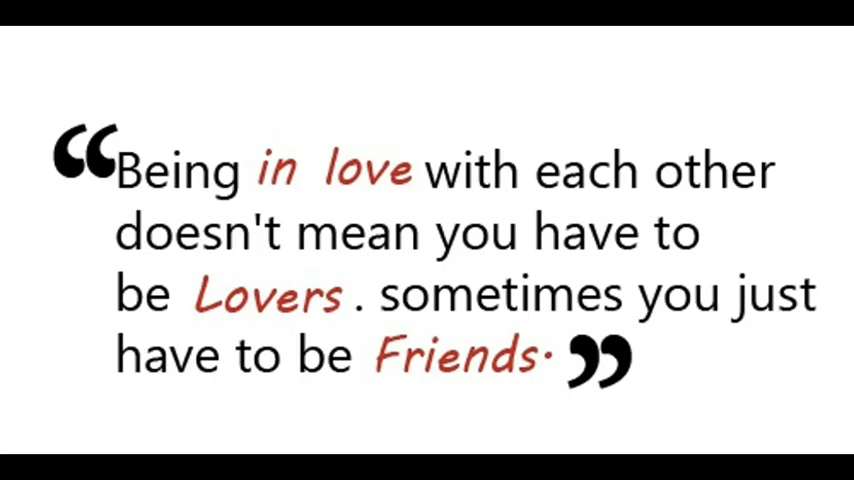 “Being in love with each other
doesn't mean you have to
be Lovers . sometimes you just
have to be Friends.”